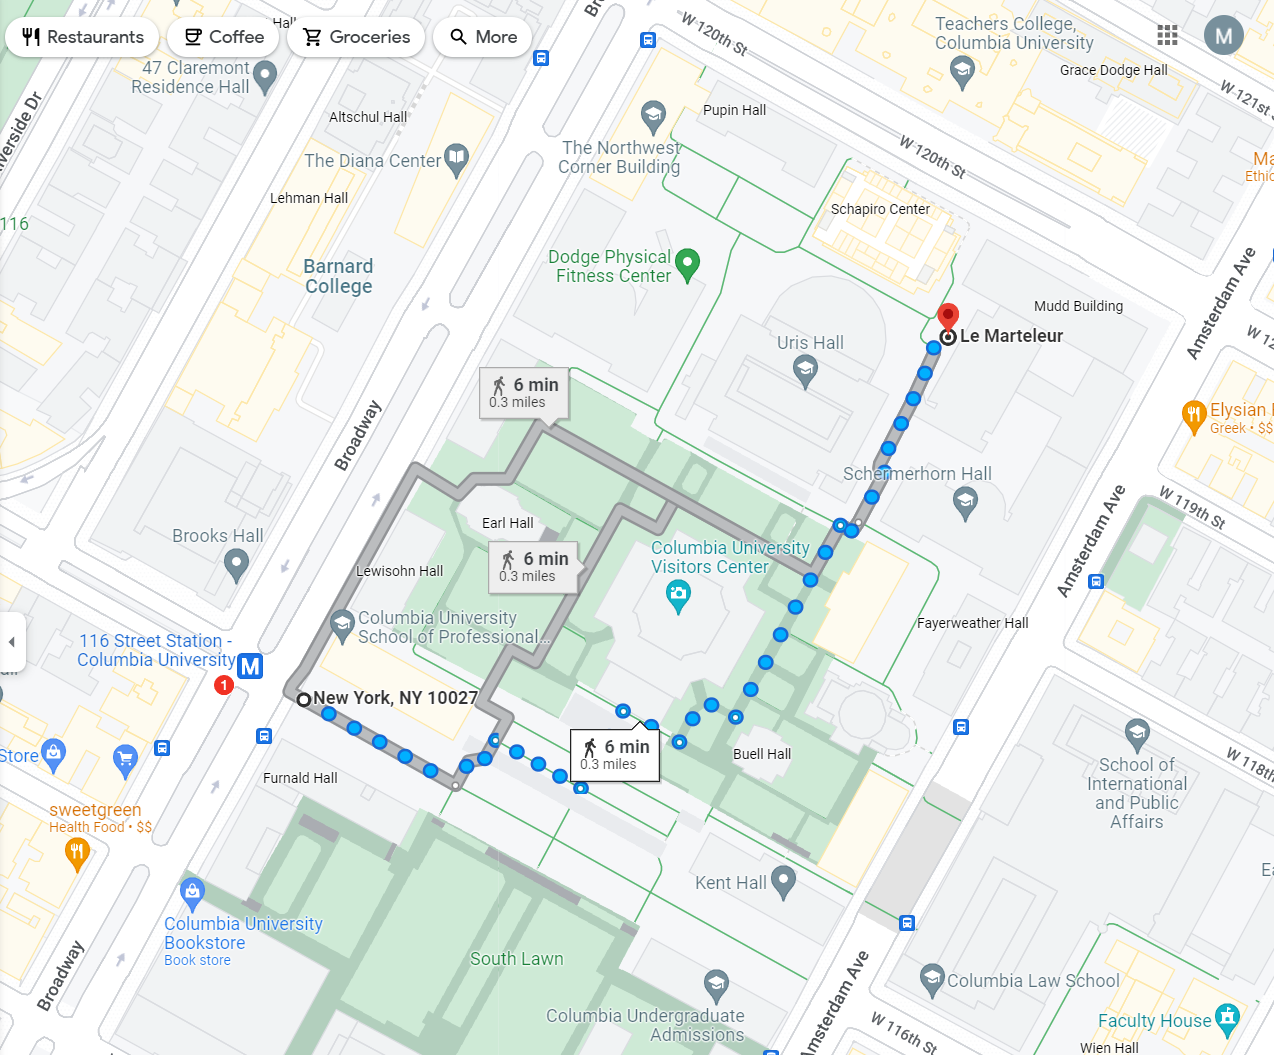 Restaurants
Coffee
Groceries
More
Hall
Teachers College,
Columbia University
W 120th St
Grace Dodge Hall
M
47 Claremont
Residence Hall
Altschul Hall
Pupin Hall
W 121st
The Diana Center
The Northwest
Corner Building
W 120th St
Lehman Hall
Schapiro Center
116
Dodge Physical
Fitness Center
Barnard
College
Mudd Building
Amsterdam Ave
Uris Hall
Le Marteleur
6 min
0.3 miles
Elysian
Greek • $$
Broadway
Schermerhorn Hall
W 119th St
Earl Hall
Brooks Hall
Columbia University
Visitors Center
6 min
0.3 miles
Lewisohn Hall
Amsterdam Ave
Columbia University
School of Professional...
Fayerweather Hall
116 Street Station -
Columbia University
M
1
New York, NY 10027
6 min
0.3 miles
Buell Hall
Store
Furnald Hall
School of
International
and Public
Affairs
W 118th
sweetgreen
Health Food • $$
Kent Hall
Columbia University
Bookstore
Book store
South Lawn
Broadway
Columbia Law School
Amsterdam Ave
Columbia Undergraduate
Admissions
W 116th St
Faculty House
Wien Hall